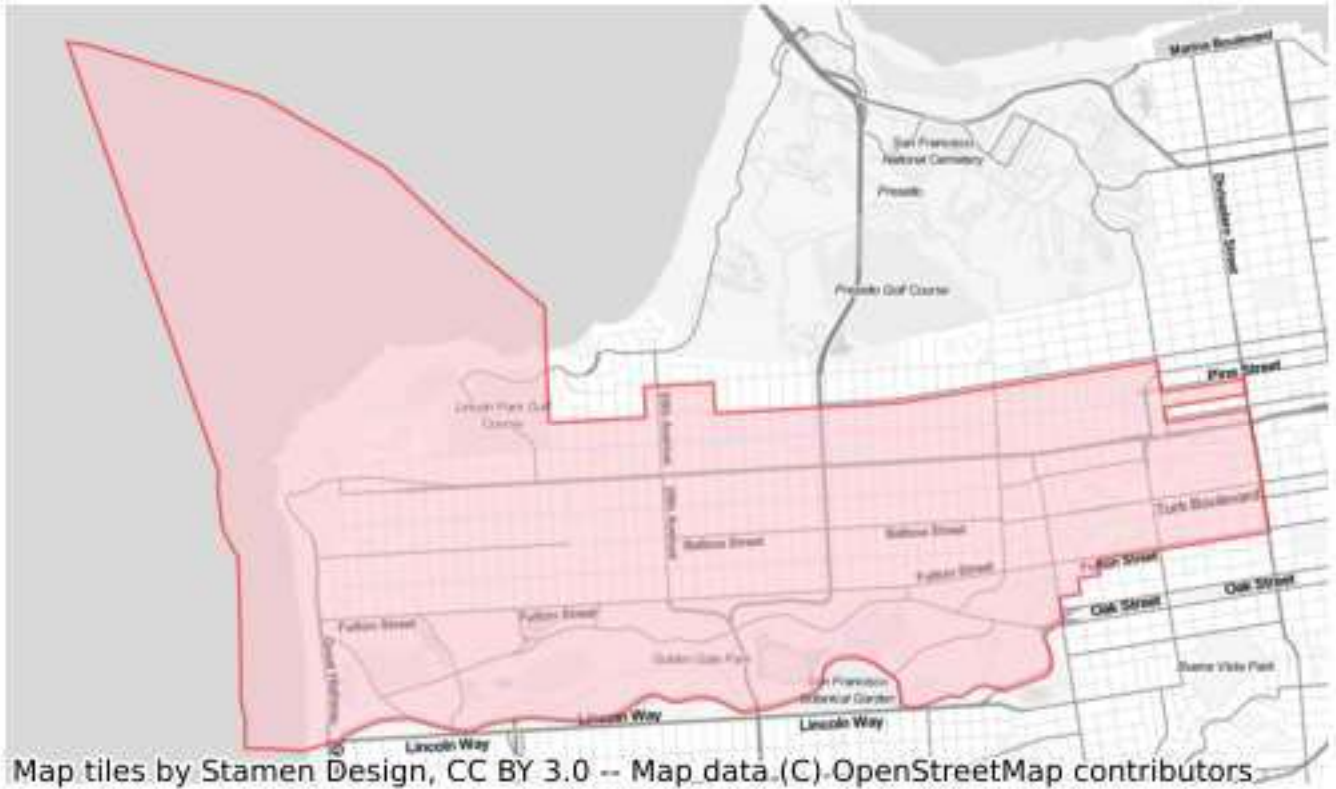 Marina Boulevard
San Francisco
National Cemetery
Presidio
Divisadero Street
Presidio Golf Course
Pine Street
Lincoln Park Golf
Course
Turk Boulevard
Balboa Street
Balboa Street
Fulton Street
Fulton Street
Oak Street
Oak Street
Fulton Street
Fulton Street
Golden Gate Park
Buena Vista Park
San Francisco
Botanical Garden
Lincoln Way
Lincoln Way
Lincoln Way
Map tiles by Stamen Design, CC BY 3.0 -- Map data (C) OpenStreetMap contributors